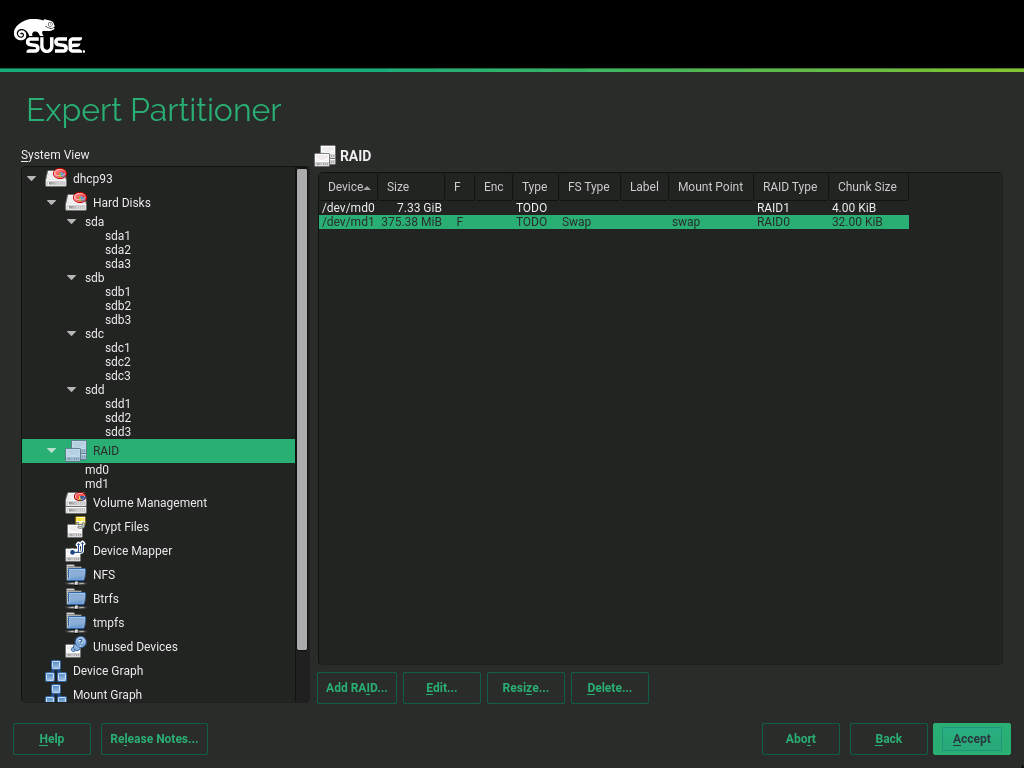 SUSE.
Expert Partitioner
System View
dhcp93
Hard Disks
sda
sda1
sda2
sda3
sdb
sdb1
sdb2
sdb3
sdc
sdc1
sdc2
sdc3
sdd
sdd1
sdd2
sdd3
RAID
md0
md1
Volume Management
Crypt Files
Device Mapper
NFS
Btrfs
tmpfs
Unused Devices
Device Graph
Mount Graph
RAID
Device Size F Enc Type FS Type Label Mount Point RAID Type Chunk Size
/dev/md0 7.33 GiB TODO RAID1 4.00 KiB
/dev/md1 375.38 MiB F TODO Swap swap RAID0 32.00 KiB
Add RAID... Edit... Resize... Delete...
Help Release Notes... Abort Back Accept